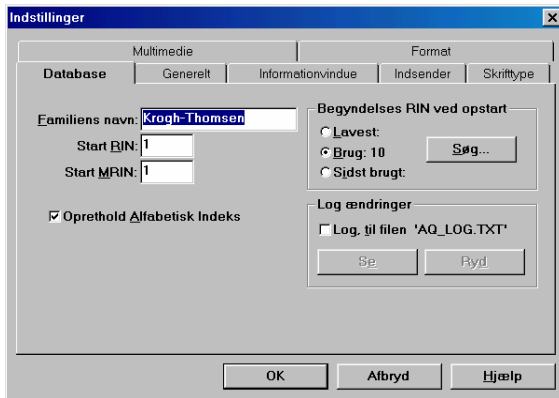 Indstillinger
Multimedie
Format
Database
Generelt
Informationvindue
Indsender
Skrifttype
Familiens navn: Krogh-Thomsen
Start RIN: 1
Start MRIN: 1
Oprethold Alfabetisk Indeks
Begyndelses RIN ved opstart
Lavest:
Brug: 10
Søg...
Sidst brugt:
Log ændringer
Log, til filen 'AQ_LOG.TXT'
Se
Ryd
OK
Afbryd
Hjælp